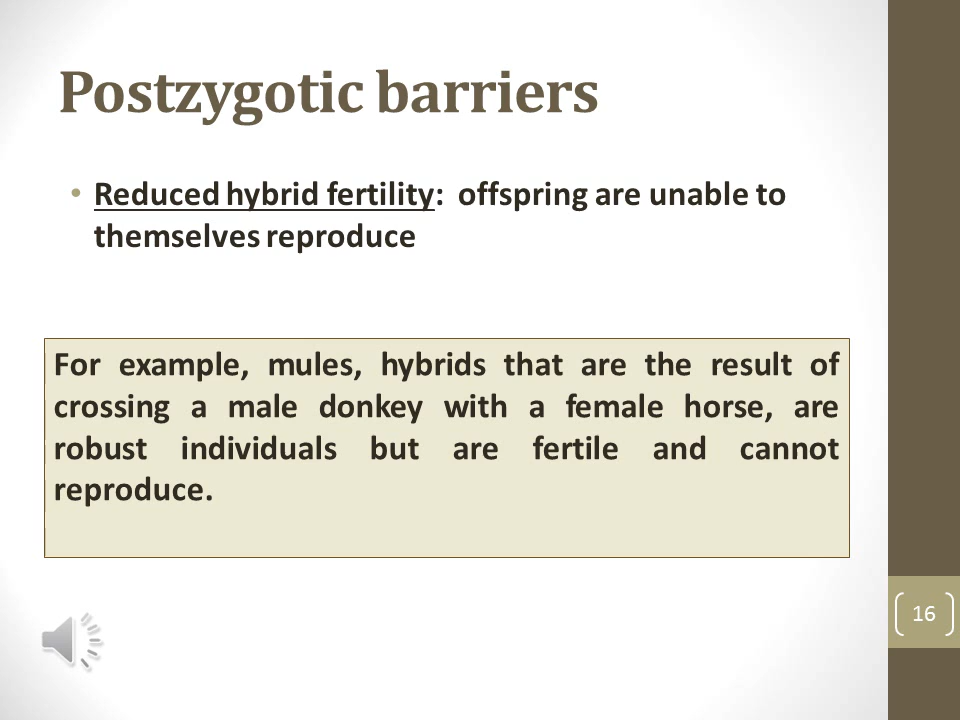 Postzygotic barriers
• Reduced hybrid fertility: offspring are unable to
themselves reproduce
For example, mules, hybrids that are the result of
crossing a male donkey with a female horse, are
robust individuals but are fertile and cannot
reproduce.
16